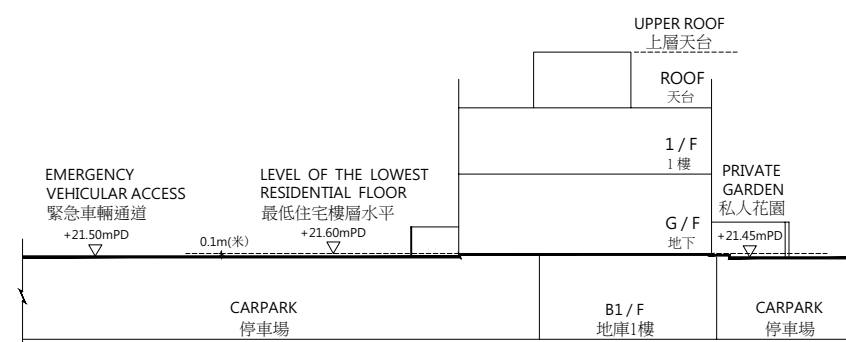 UPPER ROOF
上層天台
ROOF
天台
1 / F
1 樓
EMERGENCY
VEHICULAR ACCESS
緊急車輛通道
+21.50mPD
0.1m(米)
LEVEL OF THE LOWEST
RESIDENTIAL FLOOR
最低住宅樓層水平
+21.60mPD
G / F
地下
PRIVATE
GARDEN
私人花園
+21.45mPD
CARPARK
停車場
B1 / F
地庫1樓
CARPARK
停車場